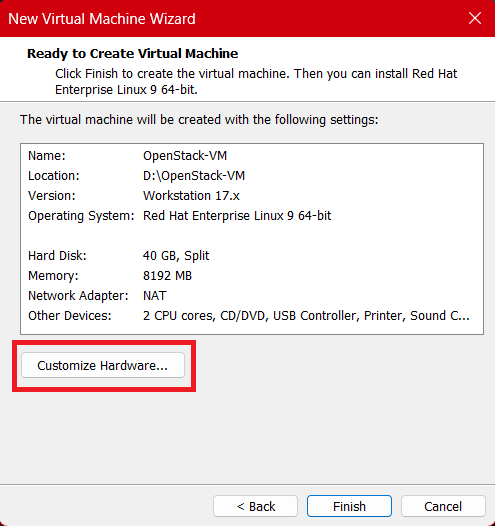 New Virtual Machine Wizard
Ready to Create Virtual Machine
Click Finish to create the virtual machine. Then you can install Red Hat
Enterprise Linux 9 64-bit.
The virtual machine will be created with the following settings:
Name: OpenStack-VM
Location: D:\OpenStack-VM
Version: Workstation 17.x
Operating System: Red Hat Enterprise Linux 9 64-bit
Hard Disk: 40 GB, Split
Memory: 8192 MB
Network Adapter: NAT
Other Devices: 2 CPU cores, CD/DVD, USB Controller, Printer, Sound C...
Customize Hardware...
< Back Finish Cancel